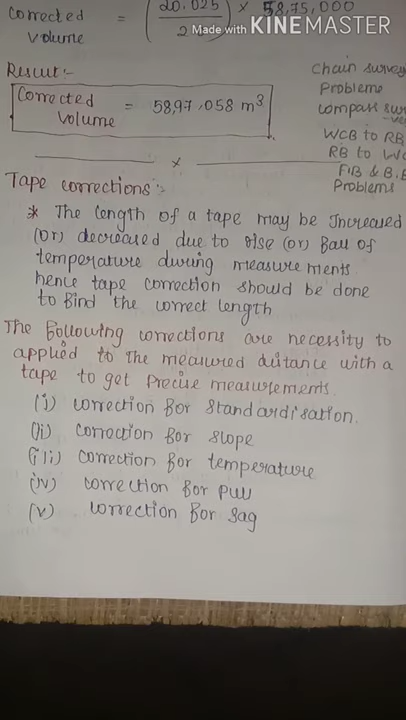 Corrected volume = (20.025 / 2) × 58,75,000
Made with KINEMASTER
Result:-
Corrected Volume = 58,97,058 m³
Chain survey
Problems
compass su
WCB to RB
RB to W
FB & B.B
Problems
×
Tape corrections:-
* The length of a tape may be Increased
(or) decreased due to rise (or) Fall of
temperature during measurements
hence tape correction should be done
to find the correct length
The following corrections are necessity to
applied to the measured distance with a
tape to get precise measurements.
(i) correction for standardisation.
(ii) correction for slope
(iii) correction for temperature
(iv) correction for pull
(v) correction for sag